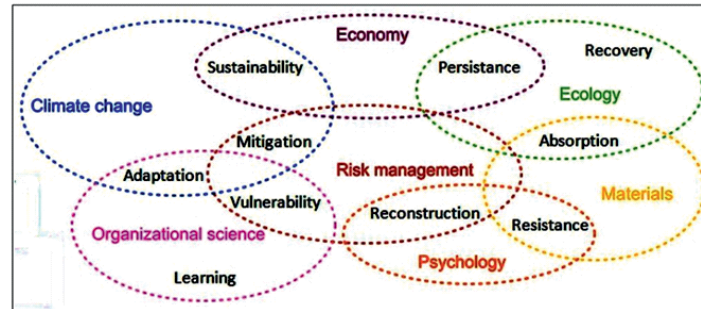 Economy
Recovery
Sustainability
Persistance
Ecology
Climate change
Mitigation
Absorption
Adaptation
Risk management
Materials
Vulnerability
Reconstruction
Organizational science
Resistance
Psychology
Learning